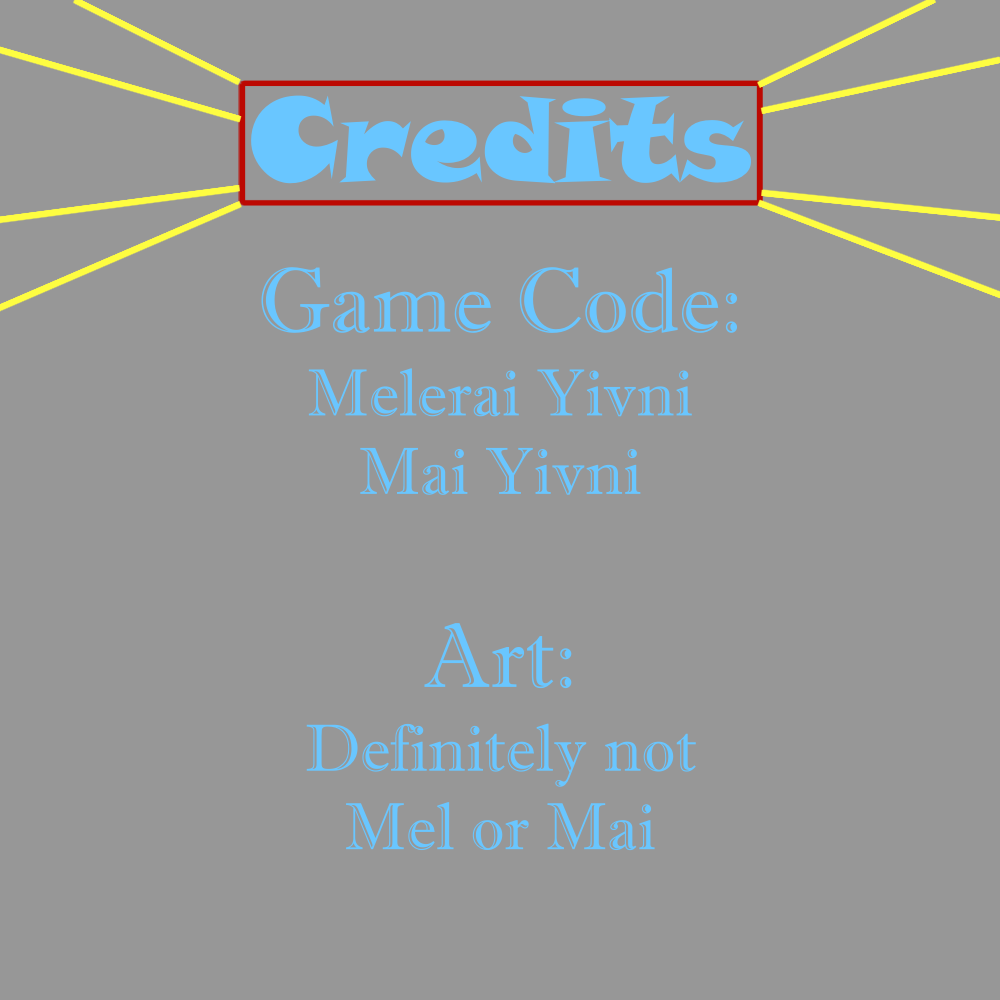 Credits
Game Code:
Melerai Yivni
Mai Yivni
Art:
Definitely not
Mel or Mai